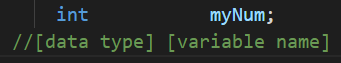 int myNum;
//[data type] [variable name]